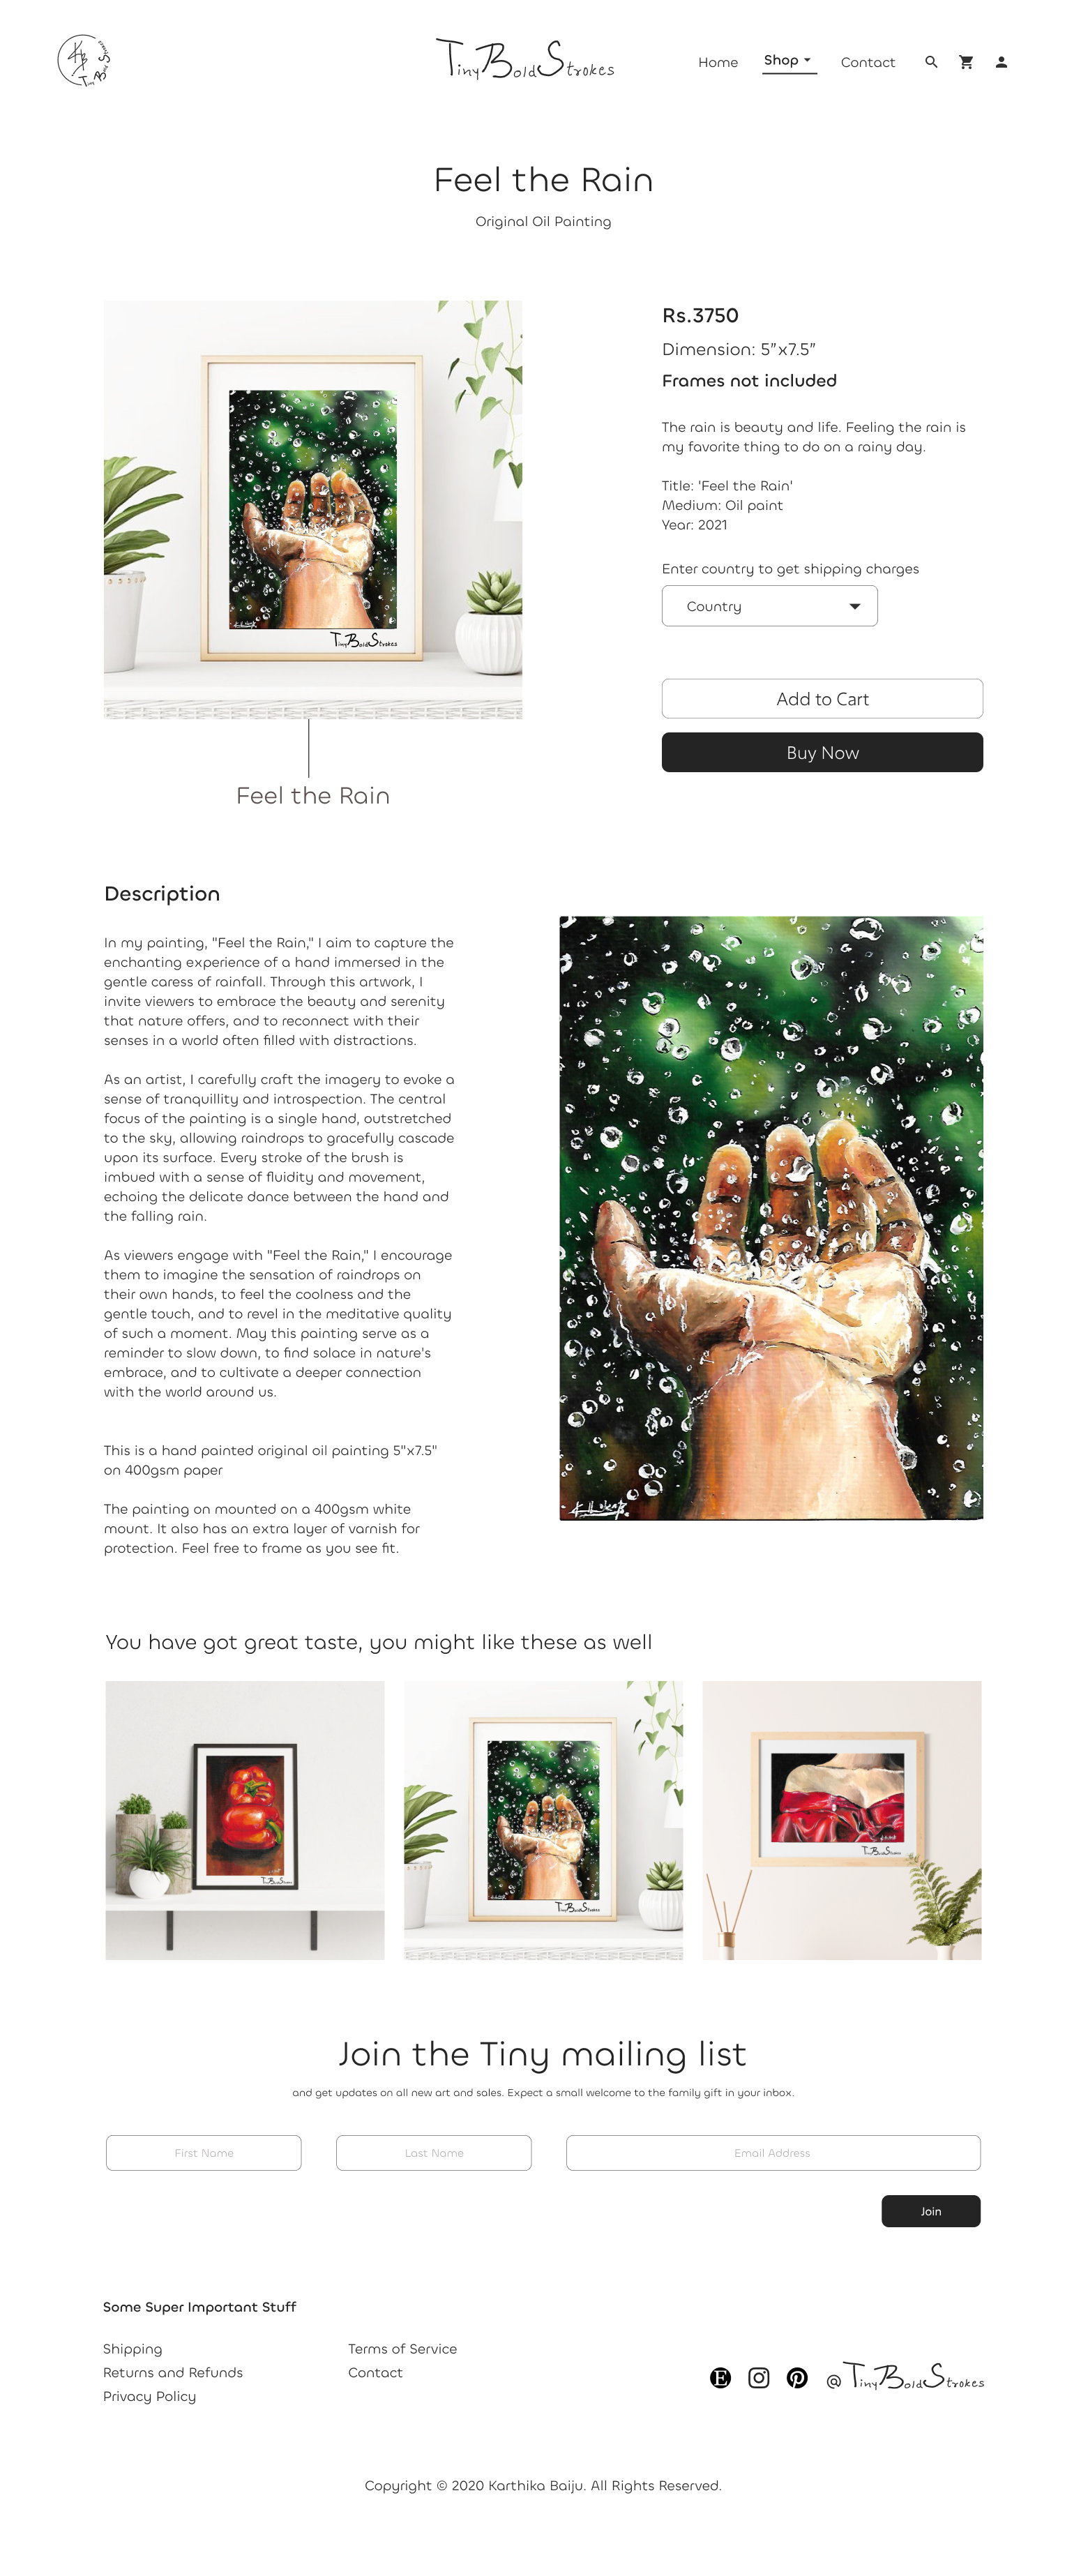 Tiny Bold Strokes
TinyBoldStrokes
Home
Shop
Contact
Feel the Rain
Original Oil Painting
Rs.3750
Dimension: 5”x7.5”
Frames not included
The rain is beauty and life. Feeling the rain is
my favorite thing to do on a rainy day.
Title: 'Feel the Rain'
Medium: Oil paint
Year: 2021
Enter country to get shipping charges
Country
Add to Cart
Buy Now
TinyBoldStrokes
Feel the Rain
Description
In my painting, "Feel the Rain," I aim to capture the
enchanting experience of a hand immersed in the
gentle caress of rainfall. Through this artwork, I
invite viewers to embrace the beauty and serenity
that nature offers, and to reconnect with their
senses in a world often filled with distractions.
As an artist, I carefully craft the imagery to evoke a
sense of tranquillity and introspection. The central
focus of the painting is a single hand, outstretched
to the sky, allowing raindrops to gracefully cascade
upon its surface. Every stroke of the brush is
imbued with a sense of fluidity and movement,
echoing the delicate dance between the hand and
the falling rain.
As viewers engage with "Feel the Rain," I encourage
them to imagine the sensation of raindrops on
their own hands, to feel the coolness and the
gentle touch, and to revel in the meditative quality
of such a moment. May this painting serve as a
reminder to slow down, to find solace in nature's
embrace, and to cultivate a deeper connection
with the world around us.
This is a hand painted original oil painting 5"x7.5"
on 400gsm paper
The painting on mounted on a 400gsm white
mount. It also has an extra layer of varnish for
protection. Feel free to frame as you see fit.
You have got great taste, you might like these as well
TinyBoldStrokes
TinyBoldStrokes
TinyBoldStrokes
Join the Tiny mailing list
and get updates on all new art and sales. Expect a small welcome to the family gift in your inbox.
First Name
Last Name
Email Address
Join
Some Super Important Stuff
Shipping
Returns and Refunds
Privacy Policy
Terms of Service
Contact
@TinyBoldStrokes
Copyright © 2020 Karthika Baiju. All Rights Reserved.